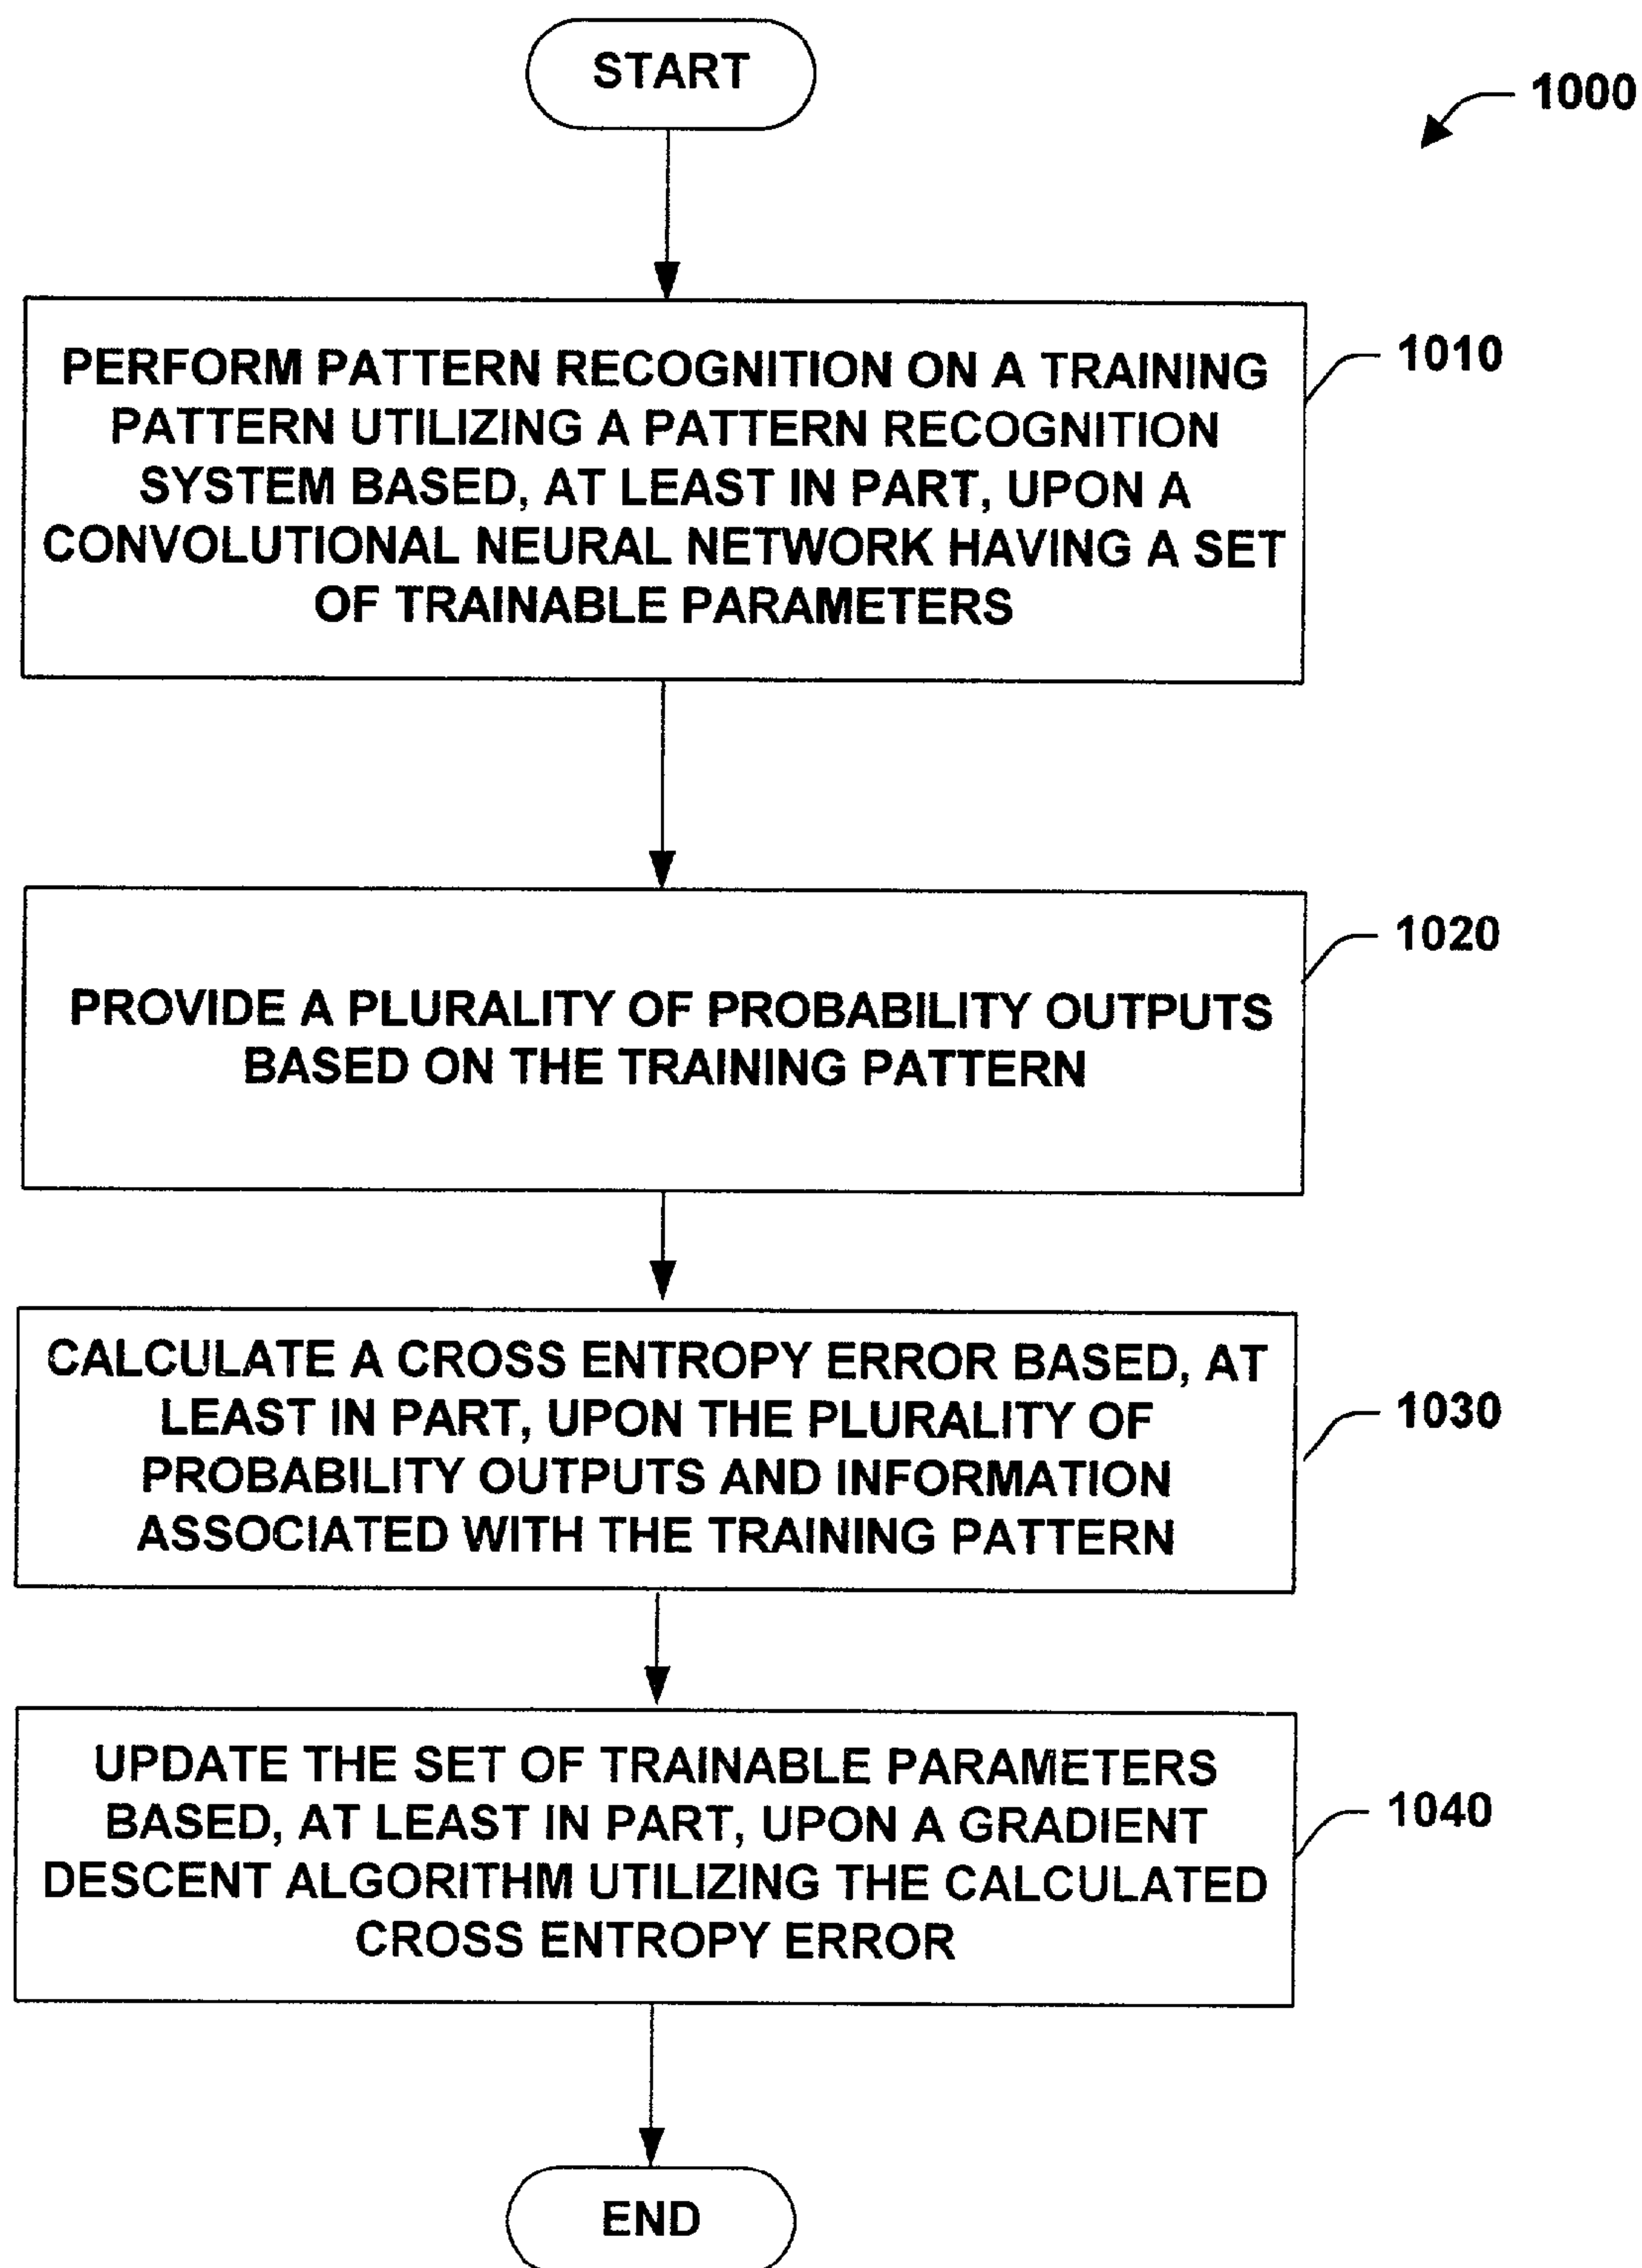 START
1000
PERFORM PATTERN RECOGNITION ON A TRAINING
PATTERN UTILIZING A PATTERN RECOGNITION
SYSTEM BASED, AT LEAST IN PART, UPON A
CONVOLUTIONAL NEURAL NETWORK HAVING A SET
OF TRAINABLE PARAMETERS
1010
PROVIDE A PLURALITY OF PROBABILITY OUTPUTS
BASED ON THE TRAINING PATTERN
1020
CALCULATE A CROSS ENTROPY ERROR BASED, AT
LEAST IN PART, UPON THE PLURALITY OF
PROBABILITY OUTPUTS AND INFORMATION
ASSOCIATED WITH THE TRAINING PATTERN
1030
UPDATE THE SET OF TRAINABLE PARAMETERS
BASED, AT LEAST IN PART, UPON A GRADIENT
DESCENT ALGORITHM UTILIZING THE CALCULATED
CROSS ENTROPY ERROR
1040
END